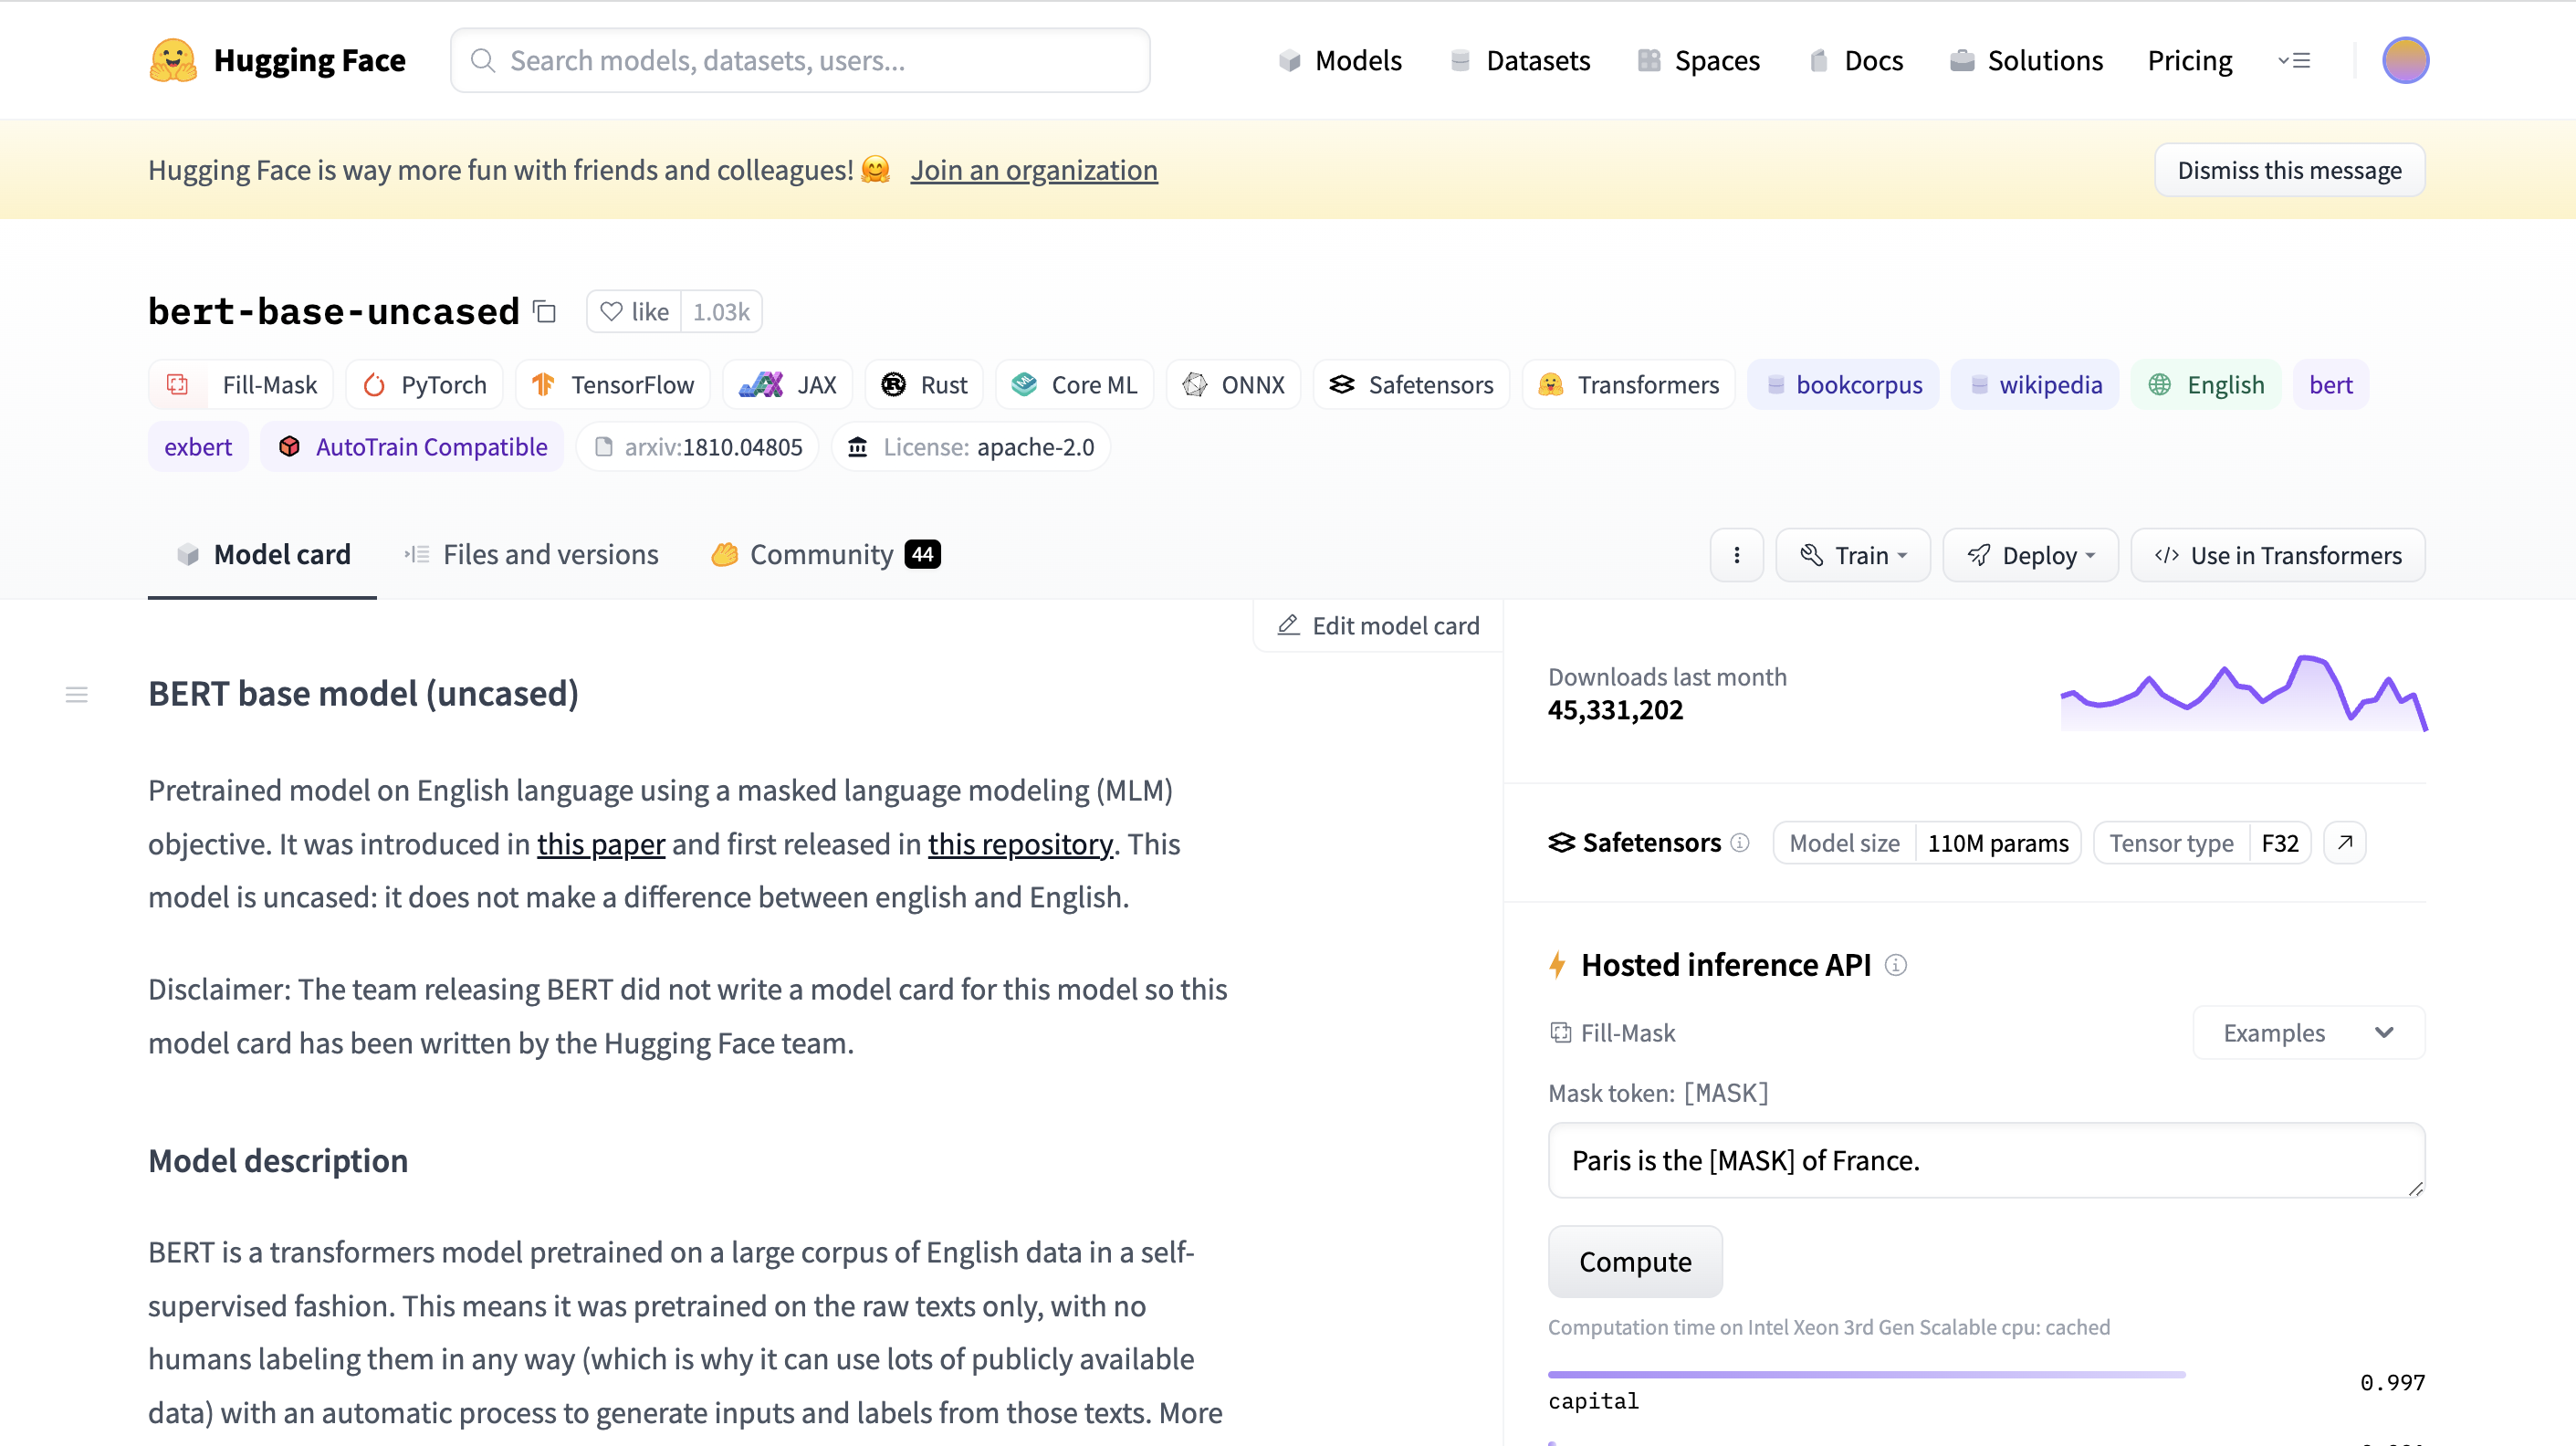 Hugging Face
Search models, datasets, users...
Models
Datasets
Spaces
Docs
Solutions
Pricing
Hugging Face is way more fun with friends and colleagues! 🤗 Join an organization
Dismiss this message
bert-base-uncased
like 1.03k
Fill-Mask
PyTorch
TensorFlow
JAX
Rust
Core ML
ONNX
Safetensors
Transformers
bookcorpus
wikipedia
English
bert
exbert
AutoTrain Compatible
arxiv:1810.04805
License: apache-2.0
Model card
Files and versions
Community 44
Train
Deploy
</> Use in Transformers
Edit model card
BERT base model (uncased)
Pretrained model on English language using a masked language modeling (MLM)
objective. It was introduced in this paper and first released in this repository. This
model is uncased: it does not make a difference between english and English.
Disclaimer: The team releasing BERT did not write a model card for this model so this
model card has been written by the Hugging Face team.
Model description
BERT is a transformers model pretrained on a large corpus of English data in a self-
supervised fashion. This means it was pretrained on the raw texts only, with no
humans labeling them in any way (which is why it can use lots of publicly available
data) with an automatic process to generate inputs and labels from those texts. More
Downloads last month
45,331,202
Safetensors
Model size 110M params
Tensor type F32
Hosted inference API
Fill-Mask
Examples
Mask token: [MASK]
Paris is the [MASK] of France.
Compute
Computation time on Intel Xeon 3rd Gen Scalable cpu: cached
capital
0.997